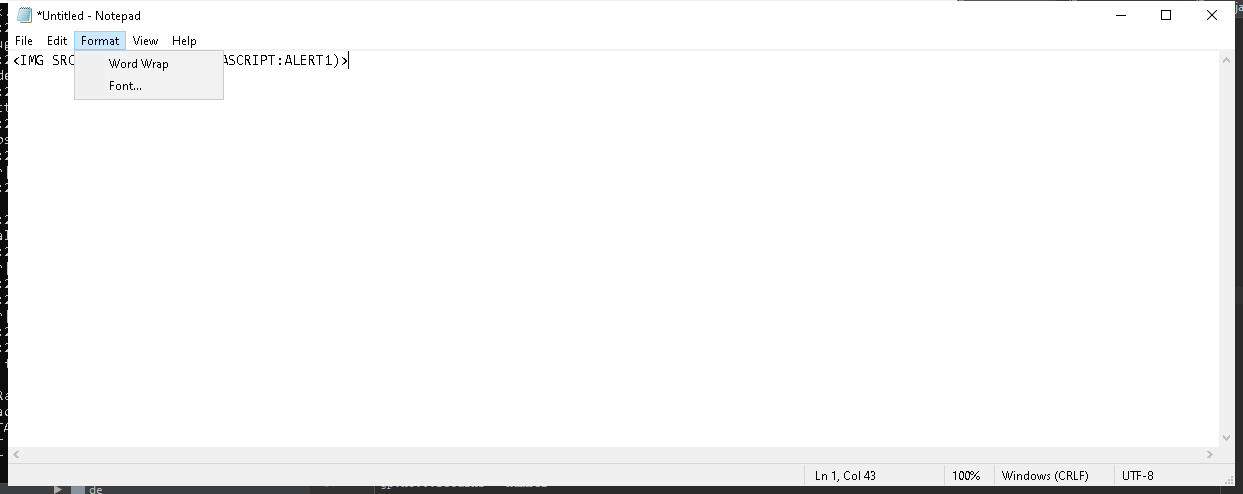 *Untitled - Notepad
File Edit Format View Help
<IMG SRC ASCRIPT:ALERT1)>
Word Wrap
Font...
Ln 1, Col 43 100% Windows (CRLF) UTF-8
de